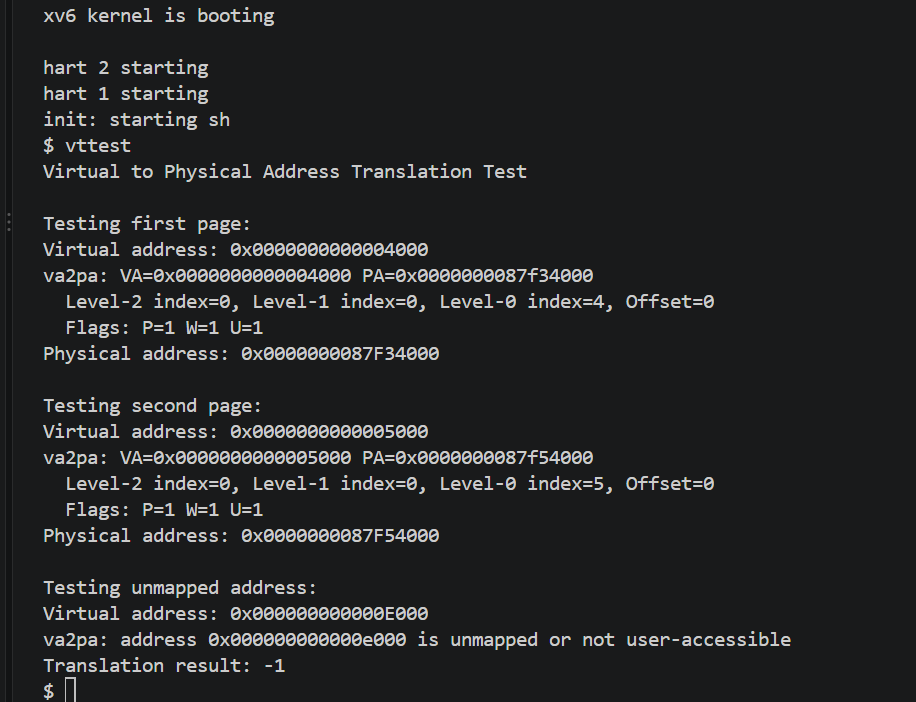 xv6 kernel is booting
hart 2 starting
hart 1 starting
init: starting sh
$ vttest
Virtual to Physical Address Translation Test
Testing first page:
Virtual address: 0x0000000000004000
va2pa: VA=0x0000000000004000 PA=0x0000000087f34000
  Level-2 index=0, Level-1 index=0, Level-0 index=4, Offset=0
  Flags: P=1 W=1 U=1
Physical address: 0x0000000087F34000
Testing second page:
Virtual address: 0x0000000000005000
va2pa: VA=0x0000000000005000 PA=0x0000000087f54000
  Level-2 index=0, Level-1 index=0, Level-0 index=5, Offset=0
  Flags: P=1 W=1 U=1
Physical address: 0x0000000087F54000
Testing unmapped address:
Virtual address: 0x000000000000E000
va2pa: address 0x000000000000e000 is unmapped or not user-accessible
Translation result: -1
$